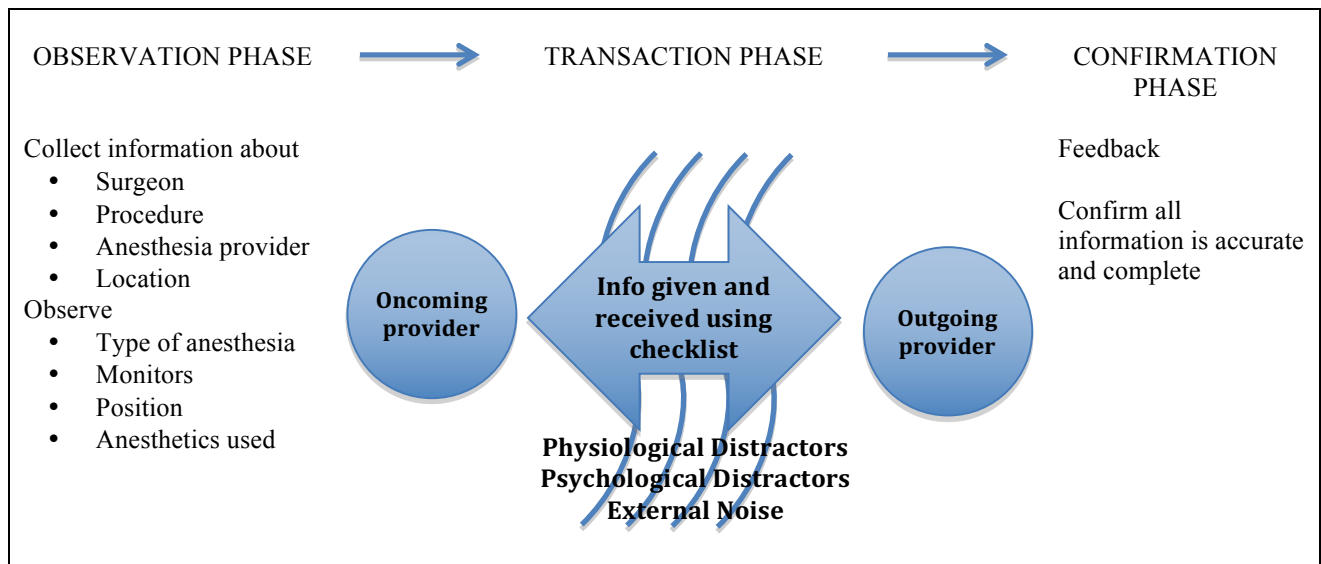 OBSERVATION PHASE
TRANSACTION PHASE
CONFIRMATION
PHASE
Collect information about
• Surgeon
• Procedure
• Anesthesia provider
• Location
Observe
• Type of anesthesia
• Monitors
• Position
• Anesthetics used
Oncoming
provider
Info given and
received using
checklist
Physiological Distractors
Psychological Distractors
External Noise
Outgoing
provider
Feedback
Confirm all
information is accurate
and complete